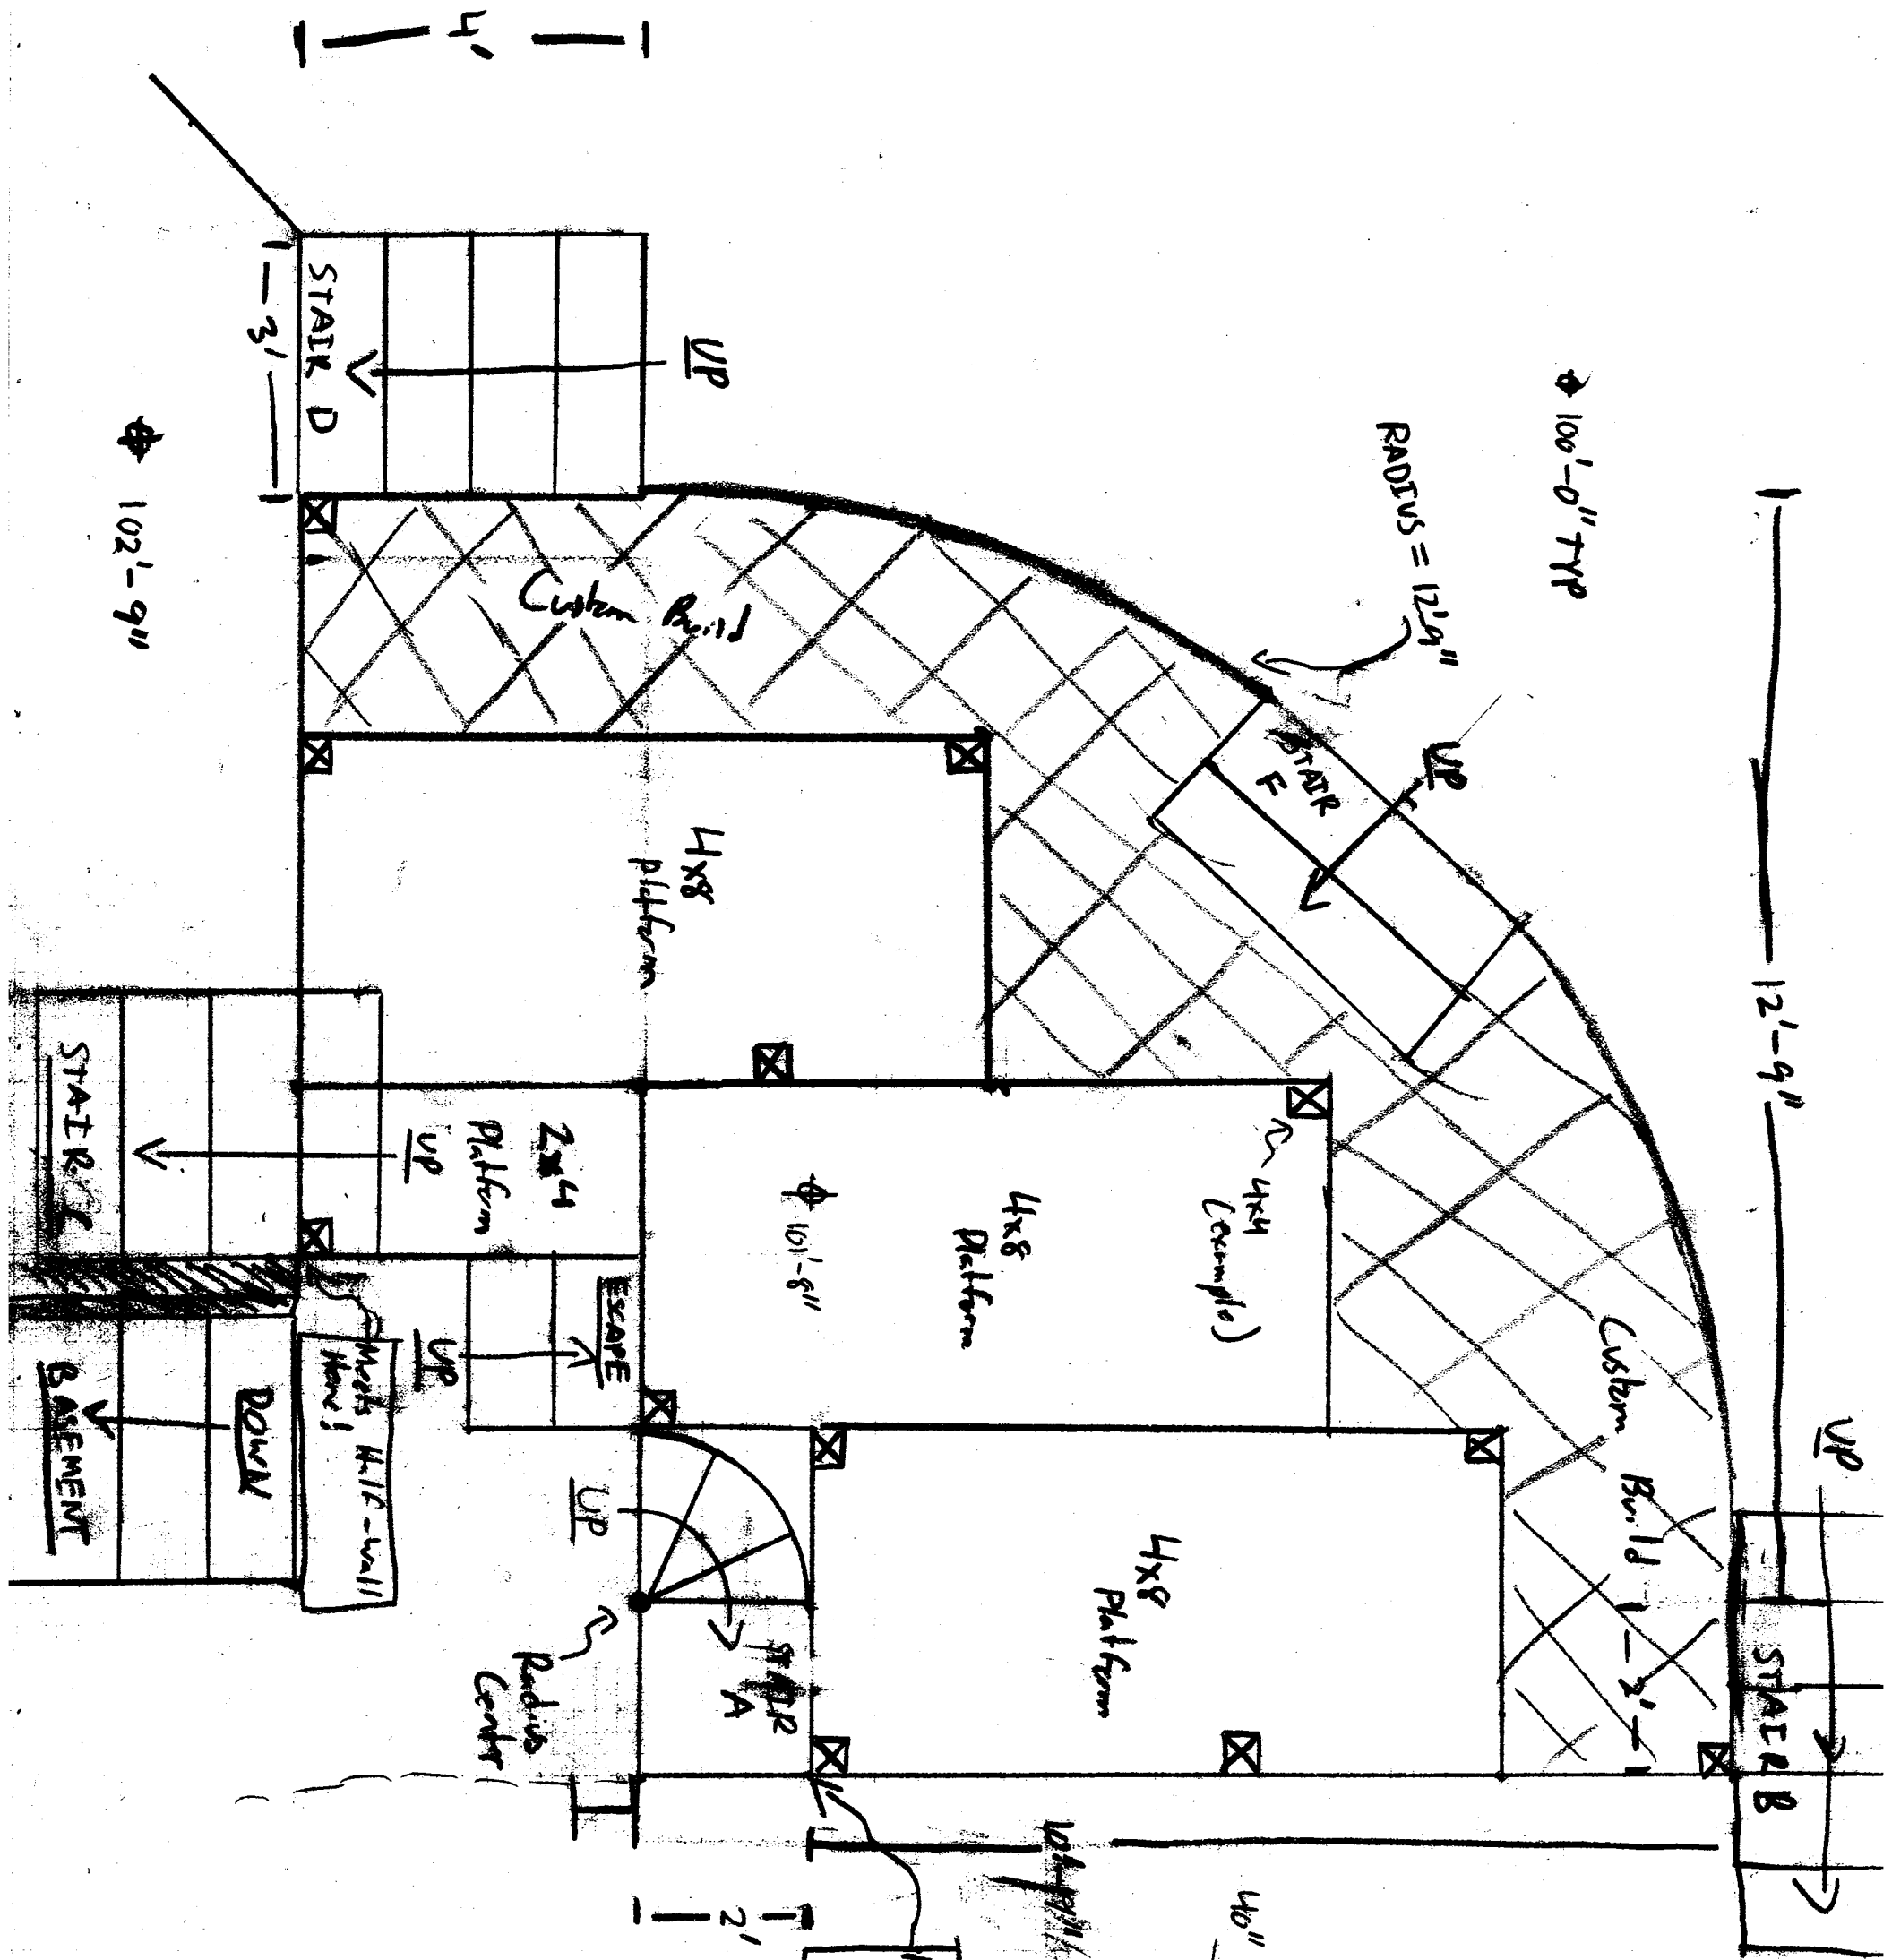 4'
STAIR D
3'
UP
102'-9"
100'-0" TYP
RADIUS = 12'-9"
12'-9"
Custom Build
UP
STAIR
F
4x8
platform
STAIR C
UP
2x4
Platform
4x8
Platform
101'-8"
4x4
(example)
Custom Build
UP
STAIR B
2'
ESCAPE
UP
Meets Half-wall
Here!
DOWN
BASEMENT
UP
STAIR
A
Radius
Center
4x8
Platform
2'
40"